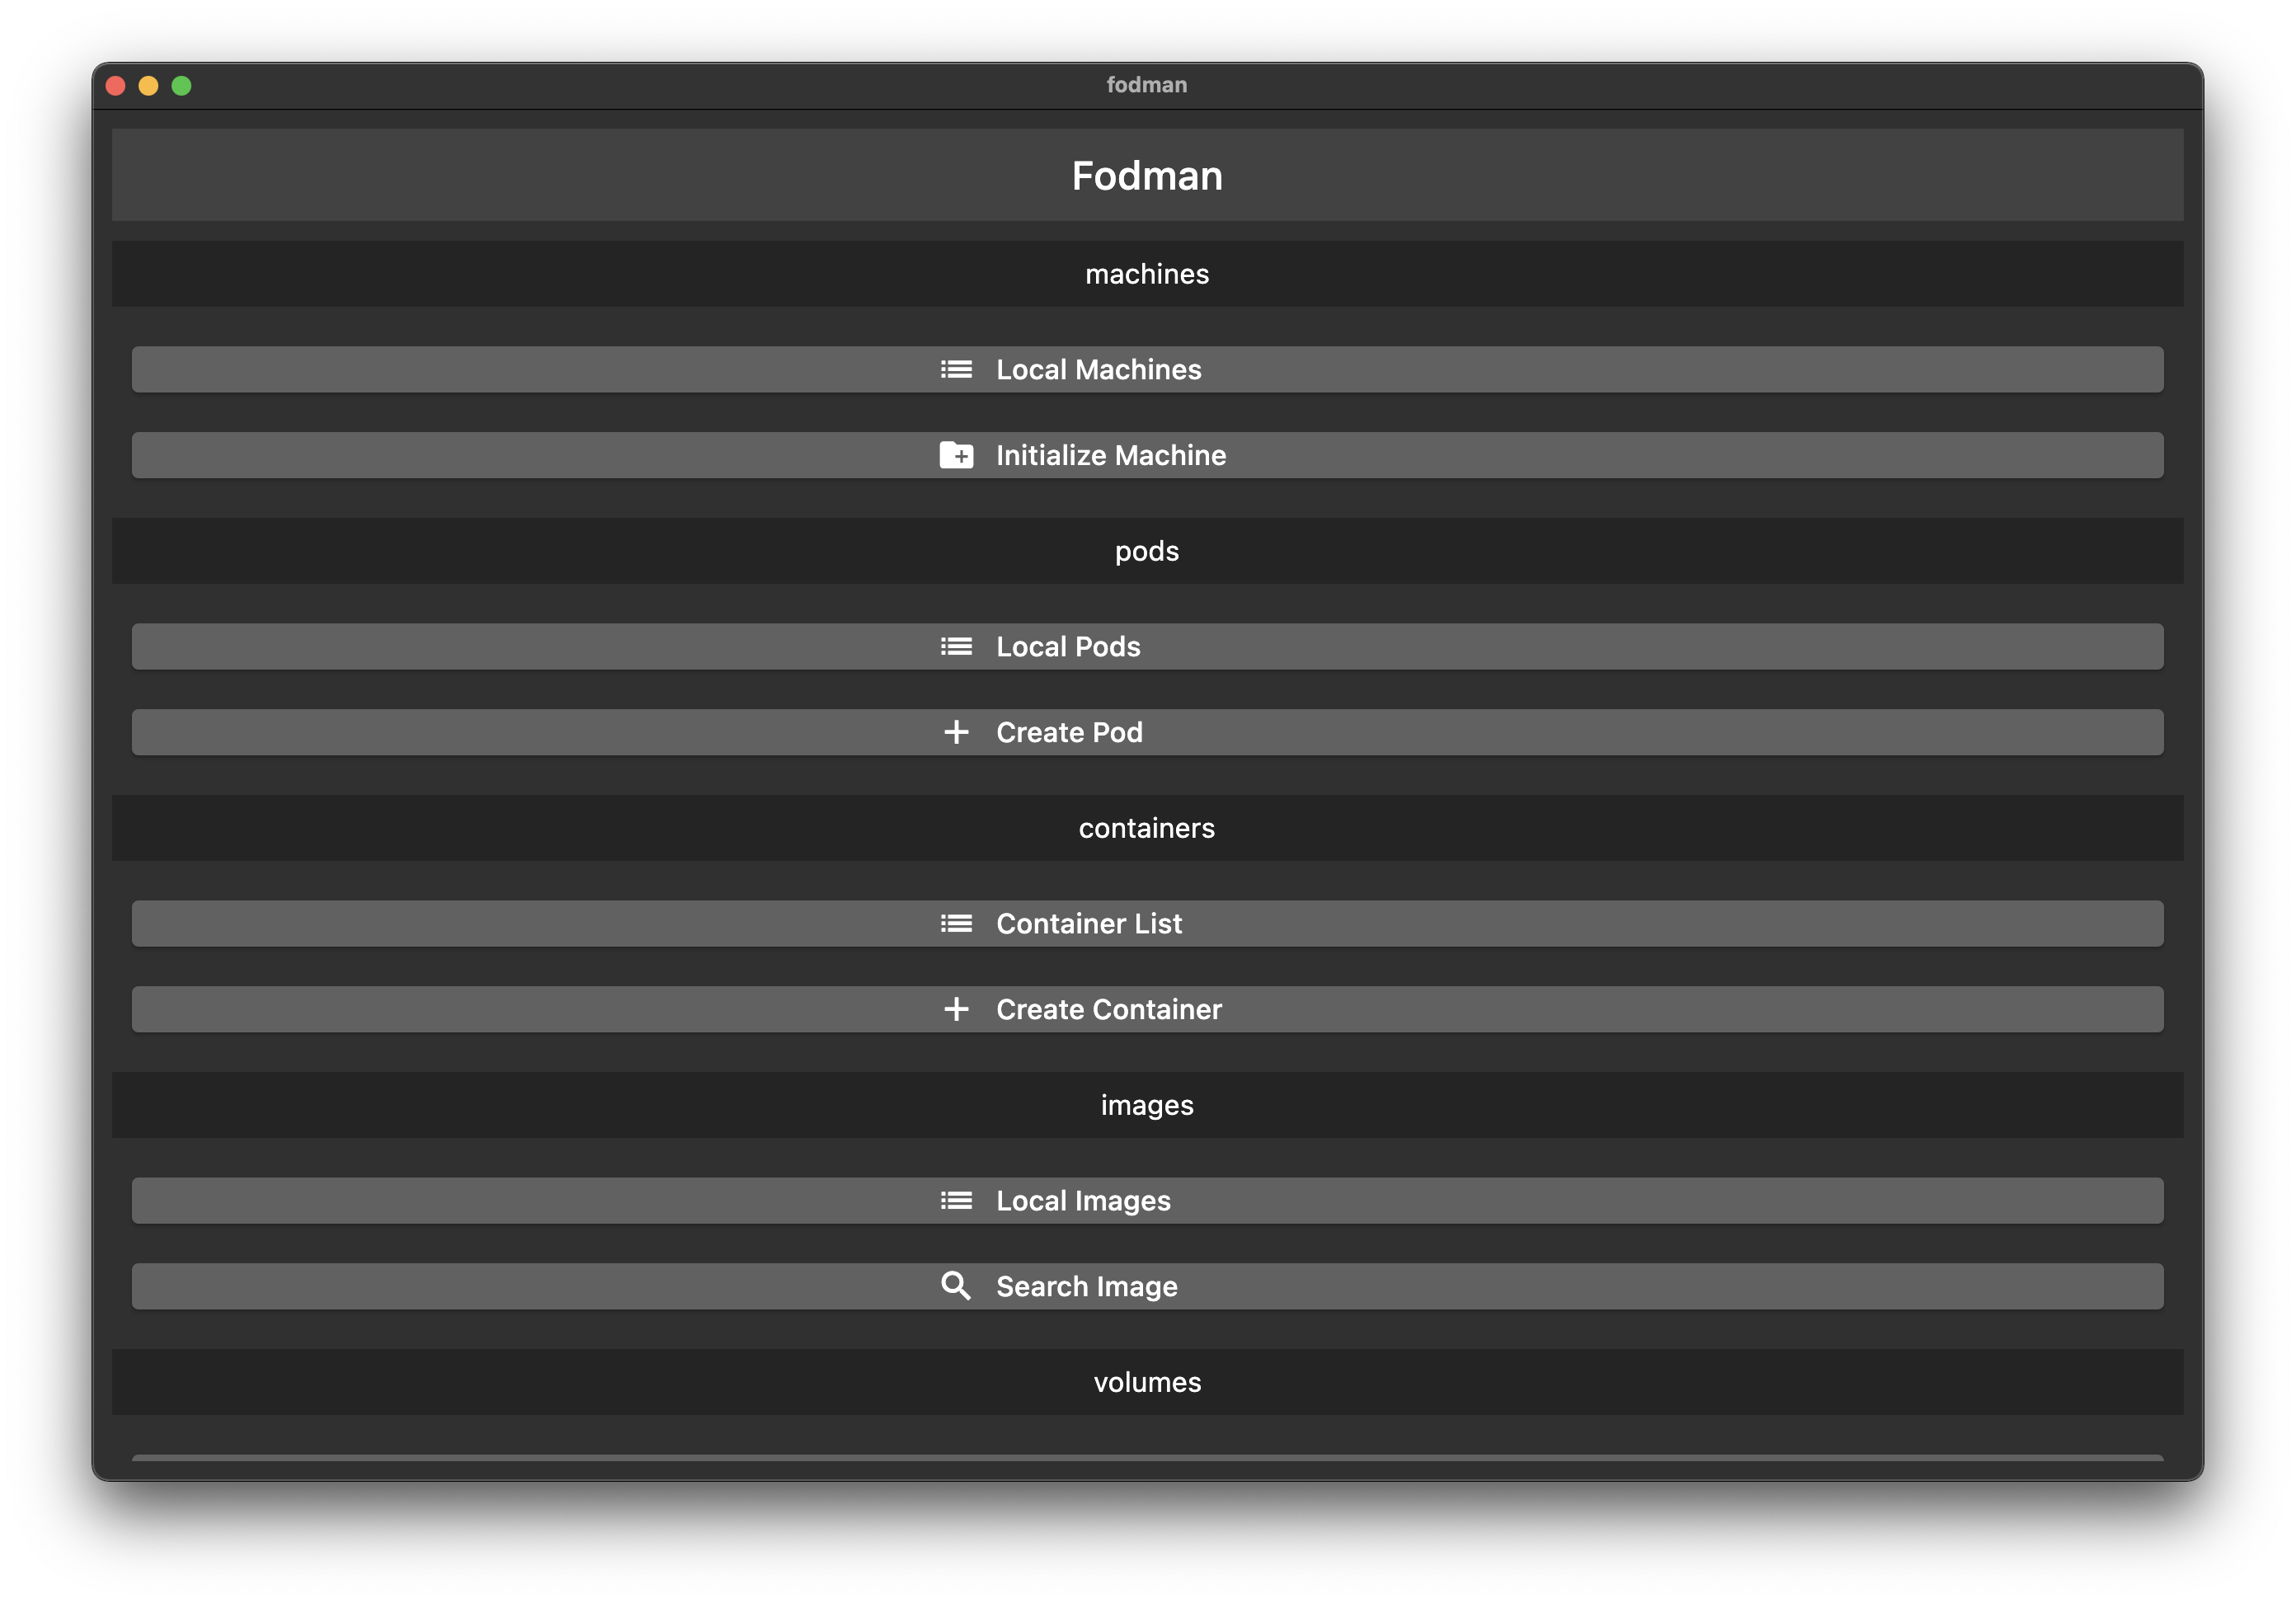 fodman
Fodman
machines
Local Machines
Initialize Machine
pods
Local Pods
Create Pod
containers
Container List
Create Container
images
Local Images
Search Image
volumes